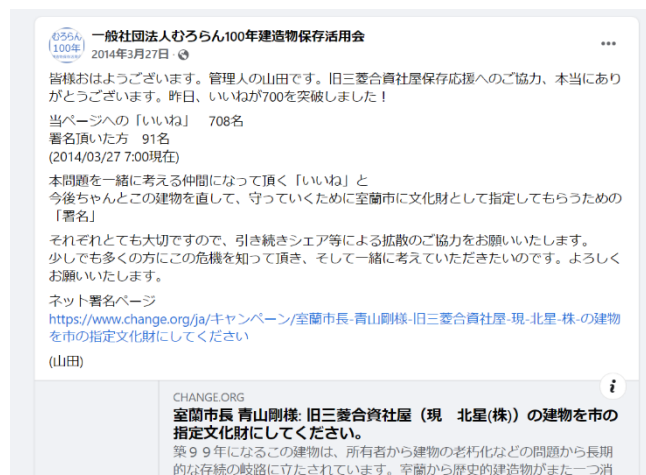 むろらん
100年
一般社団法人むろらん100年建造物保存活用会
2014年3月27日
皆様おはようございます。管理人の山田です。旧三菱合資社屋保存応援へのご協力、本当にあり
がとうございます。昨日、いいねが700を突破しました！
当ページへの「いいね」　708名
署名頂いた方　91名
(2014/03/27 7:00現在)
本問題を一緒に考える仲間になって頂く「いいね」と
今後ちゃんとこの建物を直して、守っていくために室蘭市に文化財として指定してもらうための
「署名」
それぞれとても大切ですので、引き続きシェア等による拡散のご協力をお願いいたします。
少しでも多くの方にこの危機を知って頂き、そして一緒に考えていただきたいのです。よろしく
お願いいたします。
ネット署名ページ
https://www.change.org/ja/キャンペーン/室蘭市長-青山剛様-旧三菱合資社屋-現-北星-株-の建物
を市の指定文化財にしてください
(山田)
CHANGE.ORG
室蘭市長 青山剛様: 旧三菱合資社屋（現　北星(株)）の建物を市の
指定文化財にしてください。
築９９年になるこの建物は、所有者から建物の老朽化などの問題から長期
的な存続の岐路に立たされています。室蘭から歴史的建造物がまた一つ消